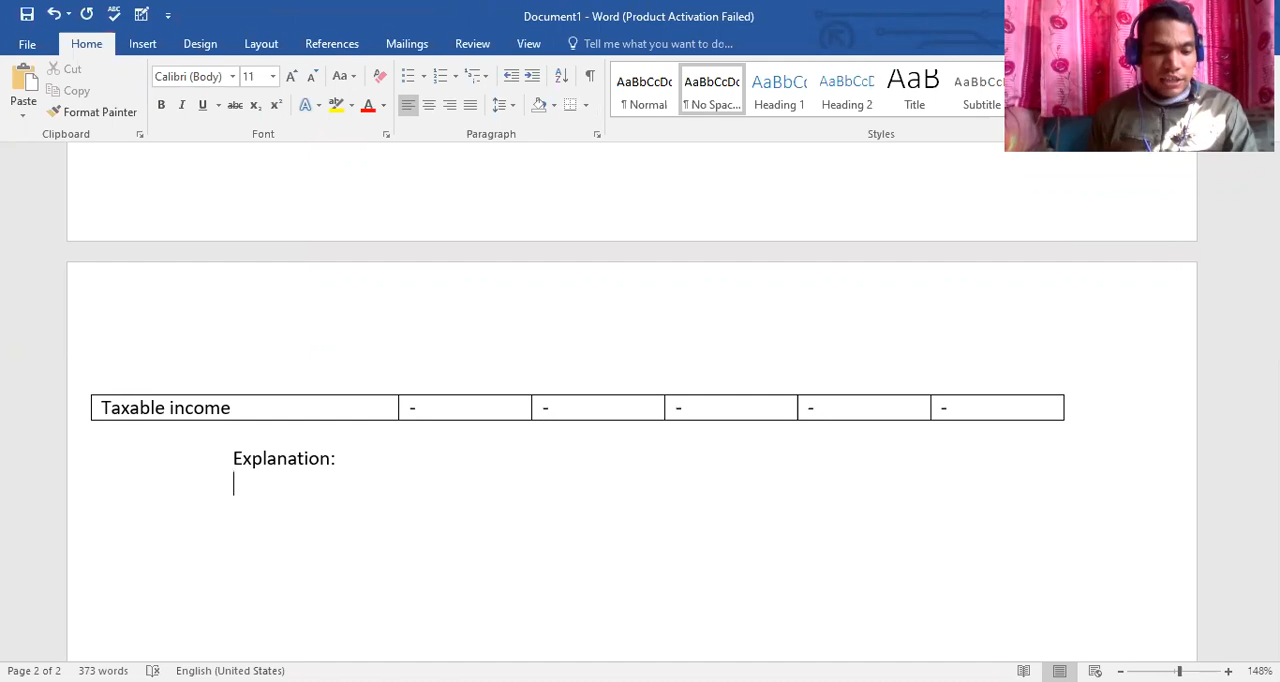 Document1 - Word (Product Activation Failed)
File Home Insert Design Layout References Mailings Review View Tell me what you want to do...
Paste
Cut
Copy
Format Painter
Clipboard
Calibri (Body) 11
Font
Paragraph
AaBbCcDc AaBbCcDc AaBbCc AaBbCcD AaB AaBbCcD
¶ Normal ¶ No Spac... Heading 1 Heading 2 Title Subtitle
Styles
Taxable income - - - - -
Explanation:
Page 2 of 2 373 words English (United States) 148%